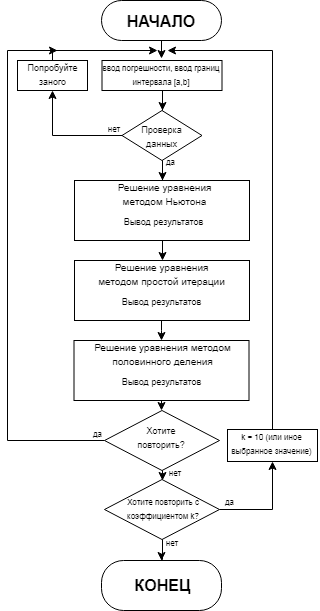 НАЧАЛО
Попробуйте
заного
ввод погрешности, ввод границ
интервала [a,b]
нет
Проверка
данных
да
Решение уравнения
методом Ньютона
Вывод результатов
Решение уравнения
методом простой итерации
Вывод результатов
Решение уравнения методом
половинного деления
Вывод результатов
да
Хотите
повторить?
k = 10 (или иное
выбранное значение)
нет
Хотите повторить с
коэффициентом k?
да
нет
КОНЕЦ